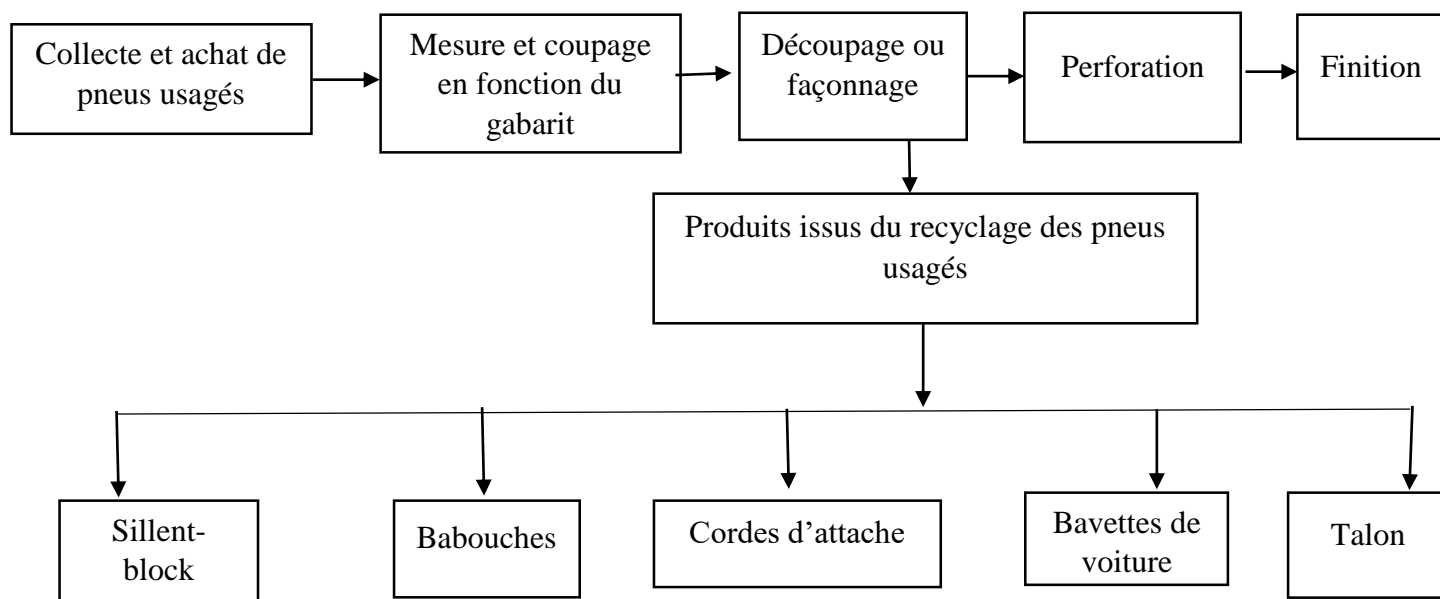 Collecte et achat de
pneus usagés
Mesure et coupage
en fonction du
gabarit
Découpage ou
façonnage
Perforation
Finition
Produits issus du recyclage des pneus
usagés
Sillent-
block
Babouches
Cordes d’attache
Bavettes de
voiture
Talon